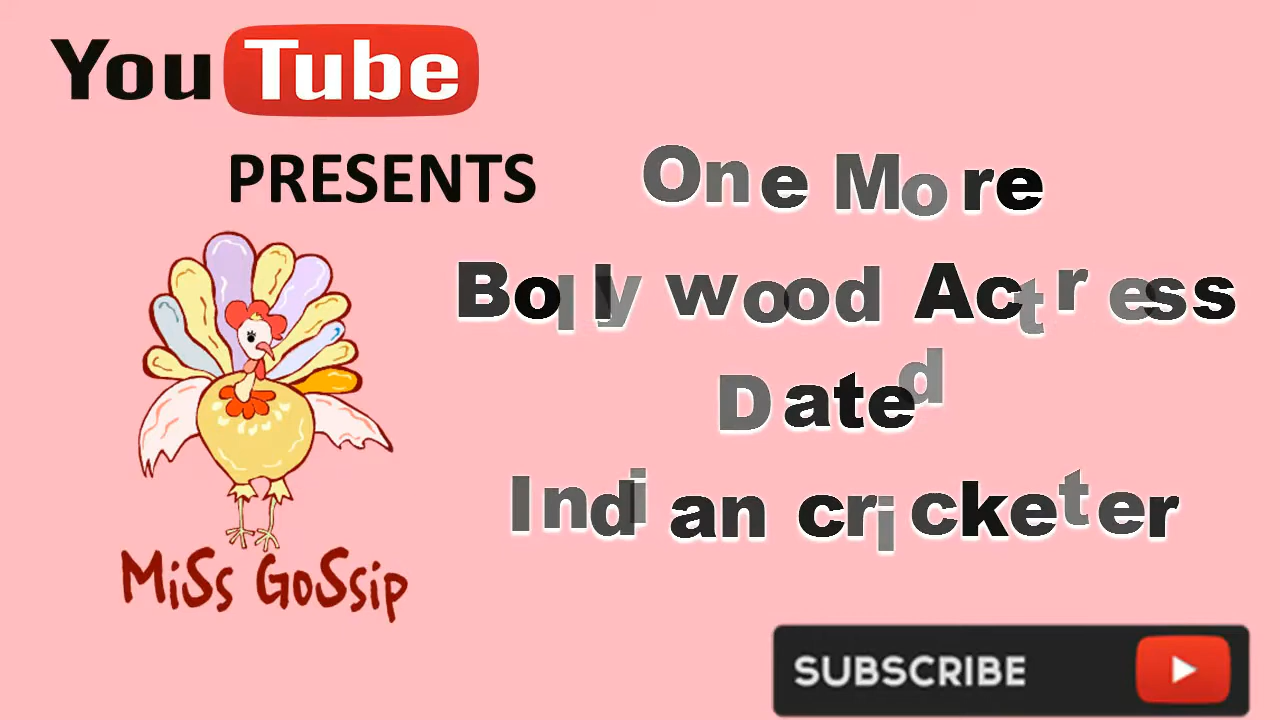 YouTube
PRESENTS
One More
Bollywood Actress
Dated
Indian cricketer
MiSs GoSsip
SUBSCRIBE